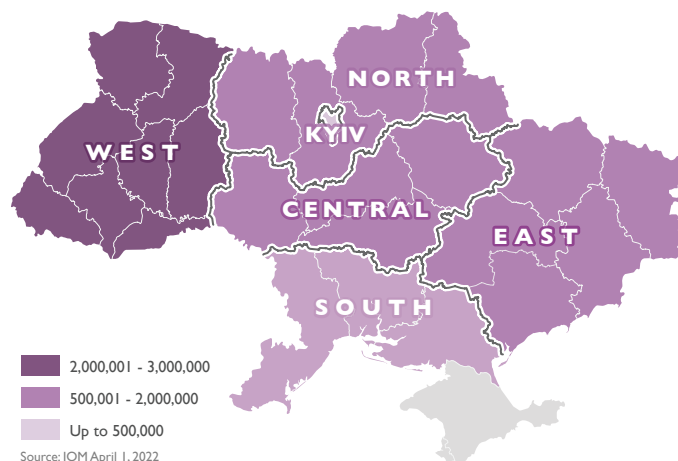 NORTH
KYIV
WEST
CENTRAL
EAST
SOUTH
2,000,001 - 3,000,000
500,001 - 2,000,000
Up to 500,000
Source: IOM April 1, 2022